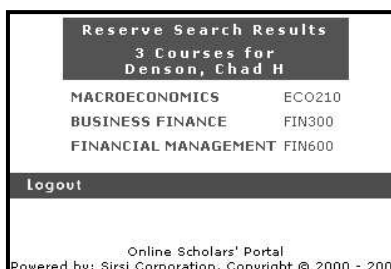 Reserve Search Results
3 Courses for
Denson, Chad H
MACROECONOMICS ECO210
BUSINESS FINANCE FIN300
FINANCIAL MANAGEMENT FIN600
Logout
Online Scholars' Portal
Powered by: Sirsi Corporation, Copyright © 2000 -